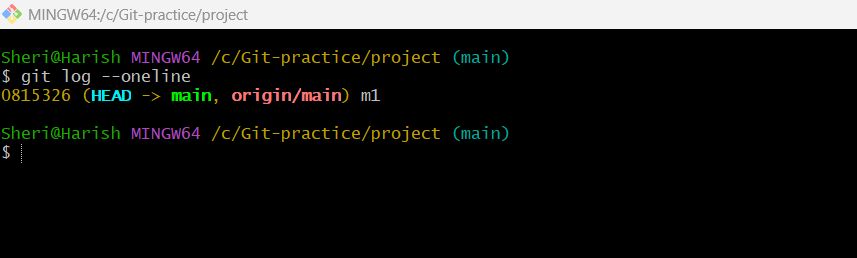 MINGW64:/c/Git-practice/project
Sheri@Harish MINGW64 /c/Git-practice/project (main)
$ git log --oneline
0815326 (HEAD -> main, origin/main) m1
Sheri@Harish MINGW64 /c/Git-practice/project (main)
$